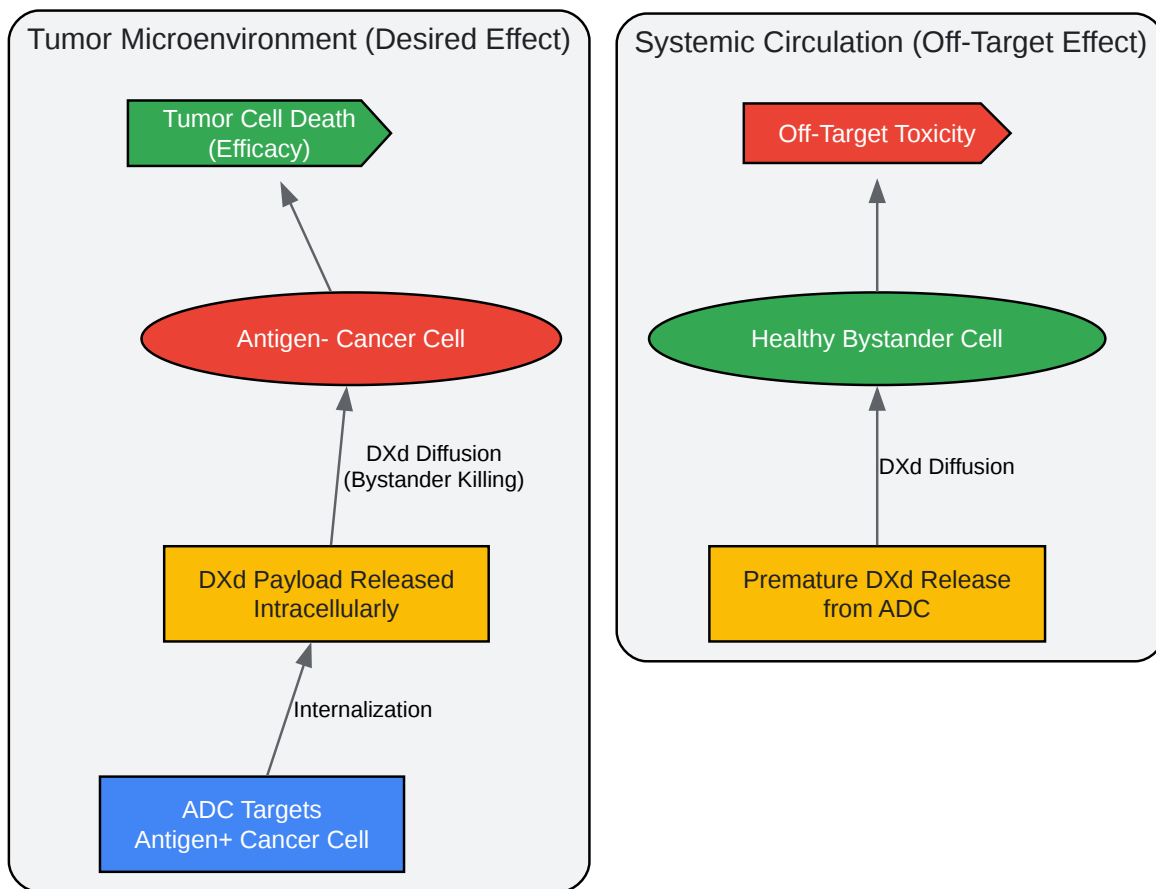 Tumor Microenvironment (Desired Effect)
Tumor Cell Death
(Efficacy)
Antigen- Cancer Cell
DXd Diffusion
(Bystander Killing)
DXd Payload Released
Intracellularly
Internalization
ADC Targets
Antigen+ Cancer Cell
Systemic Circulation (Off-Target Effect)
Off-Target Toxicity
Healthy Bystander Cell
DXd Diffusion
Premature DXd Release
from ADC